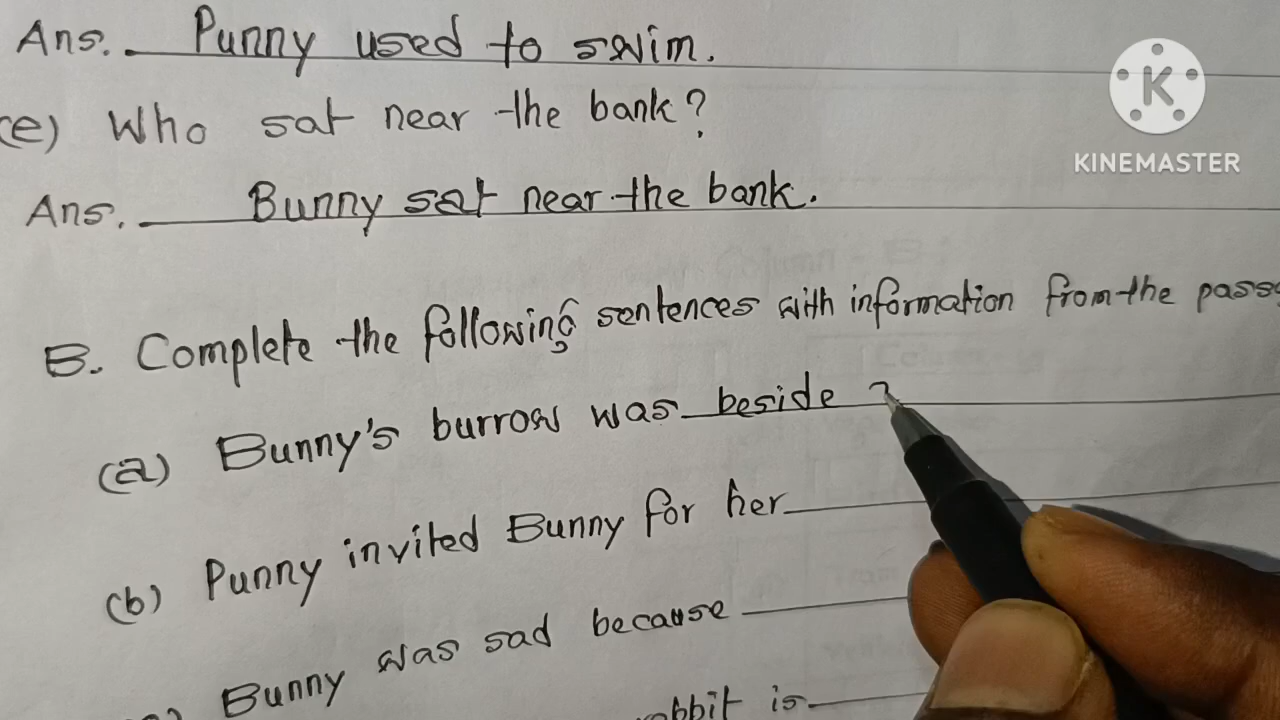 Ans. Punny used to swim.
(e) Who sat near the bank?
Ans. Bunny sat near the bank.
B. Complete the following sentences with information from the
(a) Bunny's burrow was beside
(b) Punny invited Bunny for her
Bunny was sad because
is
K
KINEMASTER